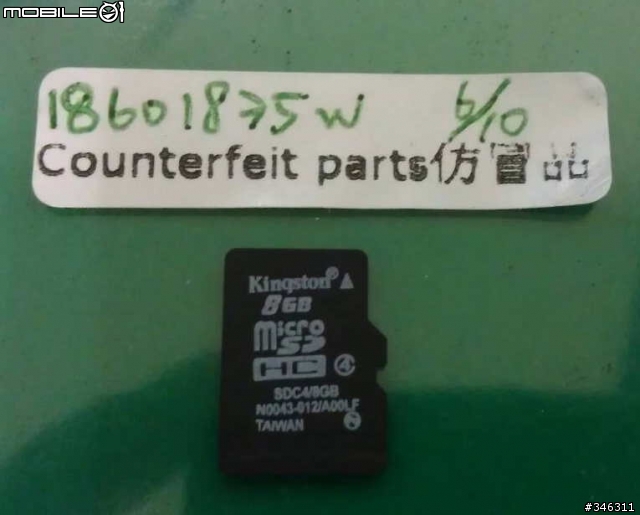 MOBILE01
18601875W 6/10
Counterfeit parts仿冒品
Kingston
8GB
micro
SD
HC 4
SDC4/8GB
N0043-012/A00LF
TAIWAN
#346311